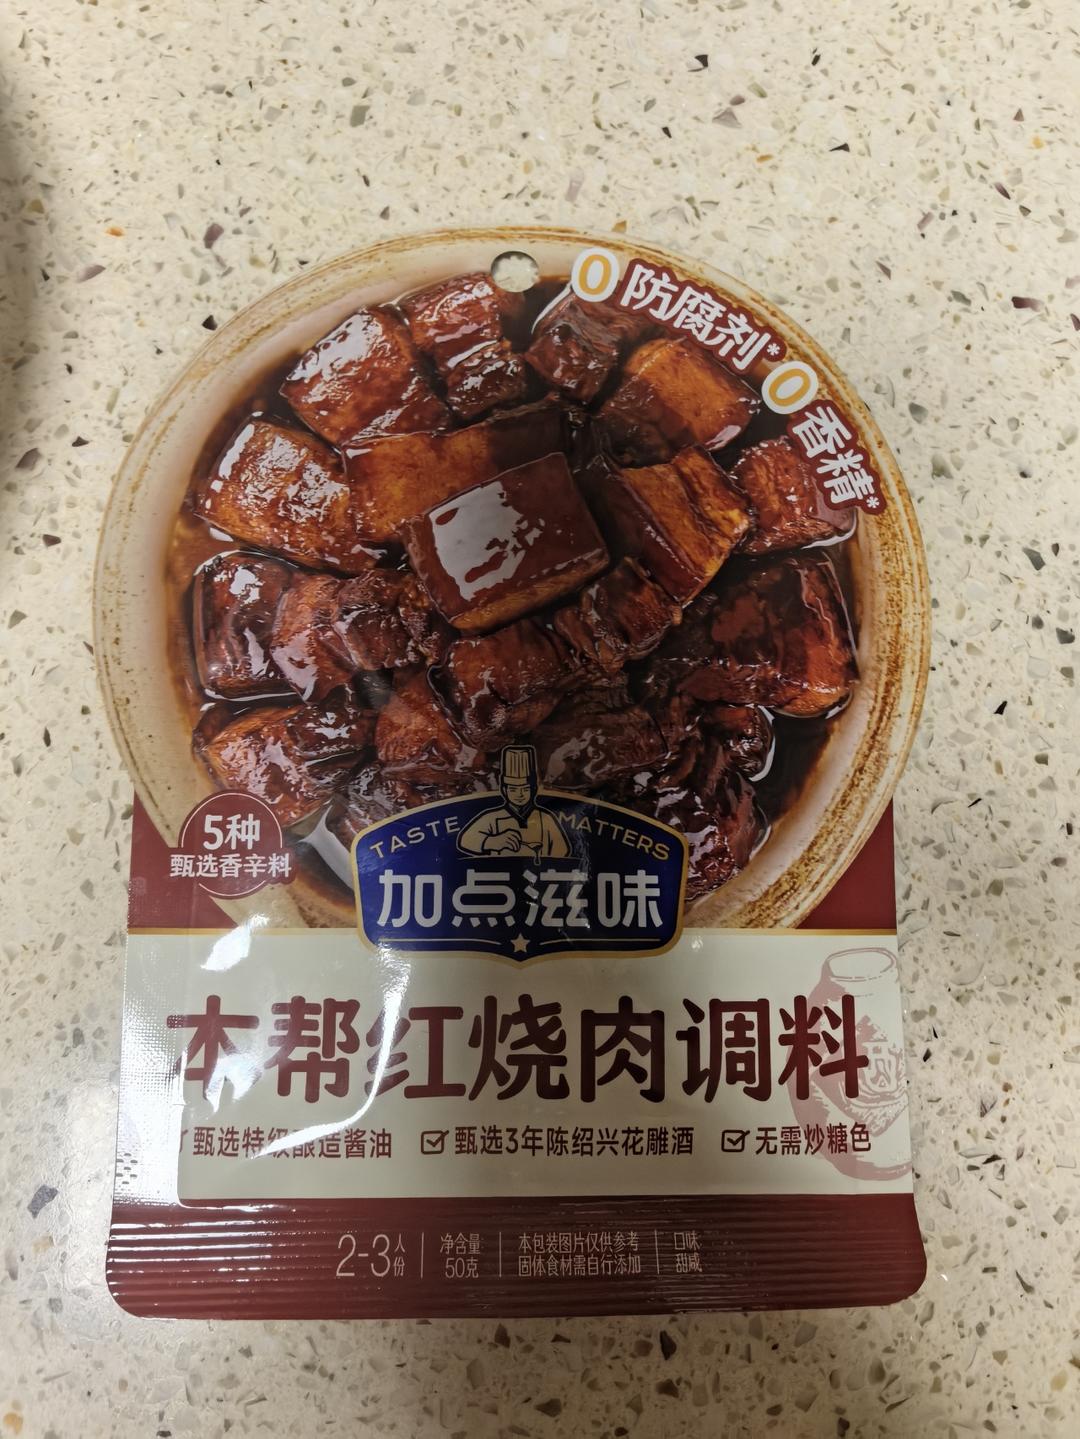 0防腐剂*0香精*
5种
甄选香辛料
TASTE MATTERS
加点滋味
本帮红烧肉调料
甄选特级酿造酱油 甄选3年陈绍兴花雕酒 无需炒糖色
2-3人份 净含量 50克 本包装图片仅供参考 固体食材需自行添加 口味 甜咸